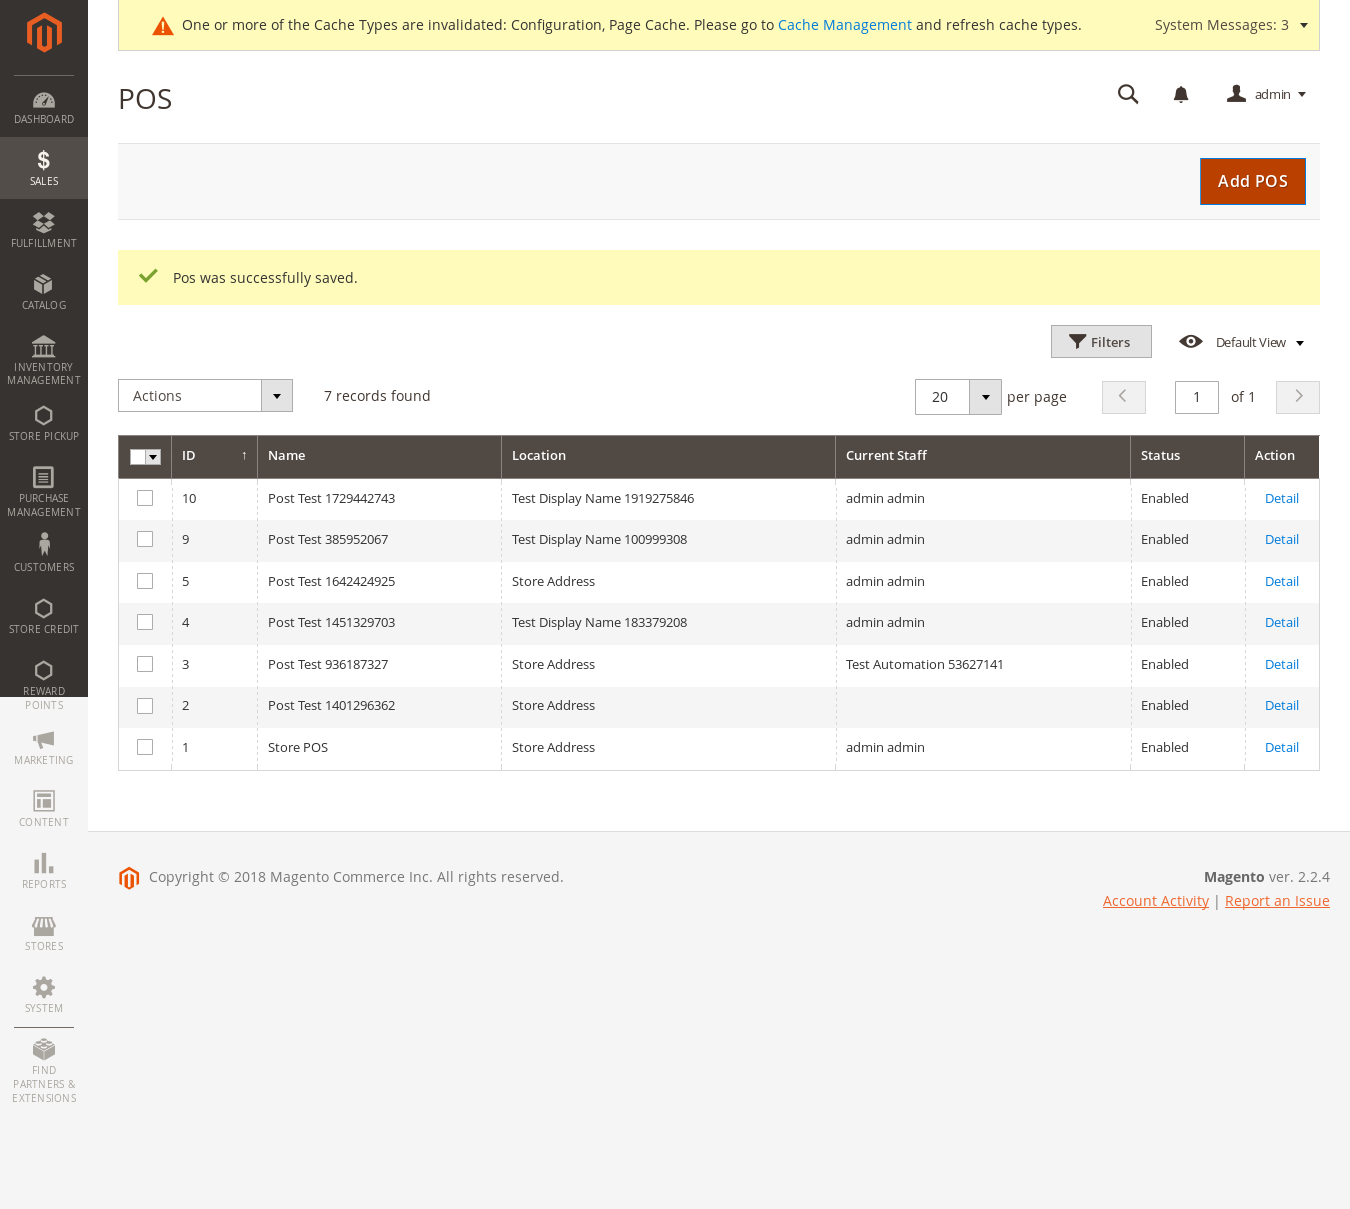 One or more of the Cache Types are invalidated: Configuration, Page Cache. Please go to Cache Management and refresh cache types. System Messages: 3
POS
admin
Add POS
Pos was successfully saved.
Filters Default View
Actions 7 records found 20 per page 1 of 1
ID ↑ Name Location Current Staff Status Action
10 Post Test 1729442743 Test Display Name 1919275846 admin admin Enabled Detail
9 Post Test 385952067 Test Display Name 100999308 admin admin Enabled Detail
5 Post Test 1642424925 Store Address admin admin Enabled Detail
4 Post Test 1451329703 Test Display Name 183379208 admin admin Enabled Detail
3 Post Test 936187327 Store Address Test Automation 53627141 Enabled Detail
2 Post Test 1401296362 Store Address Enabled Detail
1 Store POS Store Address admin admin Enabled Detail
Copyright © 2018 Magento Commerce Inc. All rights reserved.
Magento ver. 2.2.4
Account Activity | Report an Issue
DASHBOARD
SALES
FULFILLMENT
CATALOG
INVENTORY
MANAGEMENT
STORE PICKUP
PURCHASE
MANAGEMENT
CUSTOMERS
STORE CREDIT
REWARD
POINTS
MARKETING
CONTENT
REPORTS
STORES
SYSTEM
FIND
PARTNERS &
EXTENSIONS